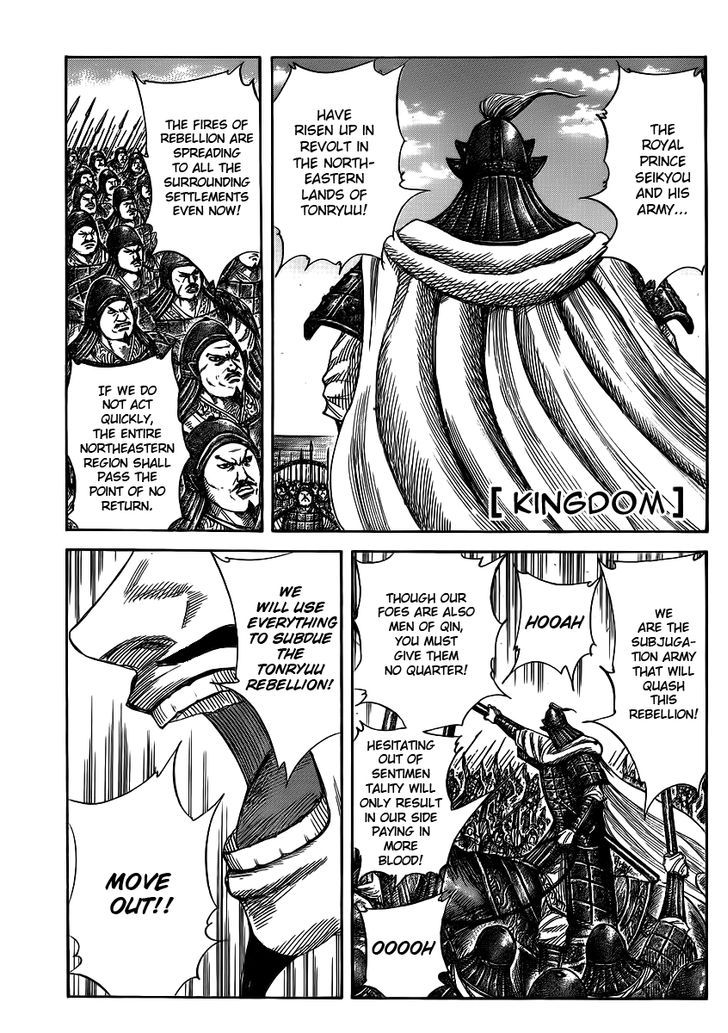 THE
ROYAL
PRINCE
SEIKYOU
AND HIS
ARMY...
HAVE
RISEN UP IN
REVOLT IN
THE NORTH-
EASTERN
LANDS OF
TONRYUU!
[KINGDOM]
THE FIRES OF
REBELLION ARE
SPREADING
TO ALL THE
SURROUNDING
SETTLEMENTS
EVEN NOW!
IF WE DO
NOT ACT
QUICKLY,
THE ENTIRE
NORTHEASTERN
REGION SHALL
PASS THE
POINT OF NO
RETURN.
WE
ARE THE
SUBJUGA-
TION ARMY
THAT WILL
QUASH
THIS
REBELLION!
HOOAH
THOUGH OUR
FOES ARE ALSO
MEN OF QIN,
YOU MUST
GIVE THEM
NO QUARTER!
HESITATING
OUT OF
SENTIMEN
TALITY WILL
ONLY RESULT
IN OUR SIDE
PAYING IN
MORE
BLOOD!
OOOOH
WE
WILL USE
EVERYTHING
TO SUBDUE
THE
TONRYUU
REBELLION!
MOVE
OUT!!